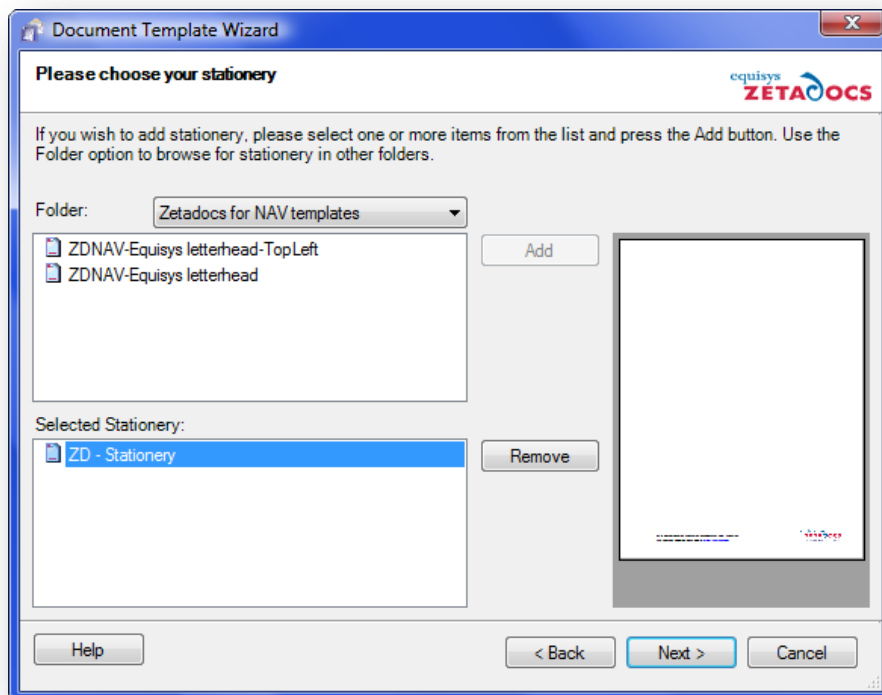 Document Template Wizard
X
Please choose your stationery
equisys
ZETADOCS
If you wish to add stationery, please select one or more items from the list and press the Add button. Use the
Folder option to browse for stationery in other folders.
Folder:
Zetadocs for NAV templates
ZDNAV-Equisys letterhead-TopLeft
ZDNAV-Equisys letterhead
Add
Selected Stationery:
ZD - Stationery
Remove
Help
< Back
Next >
Cancel